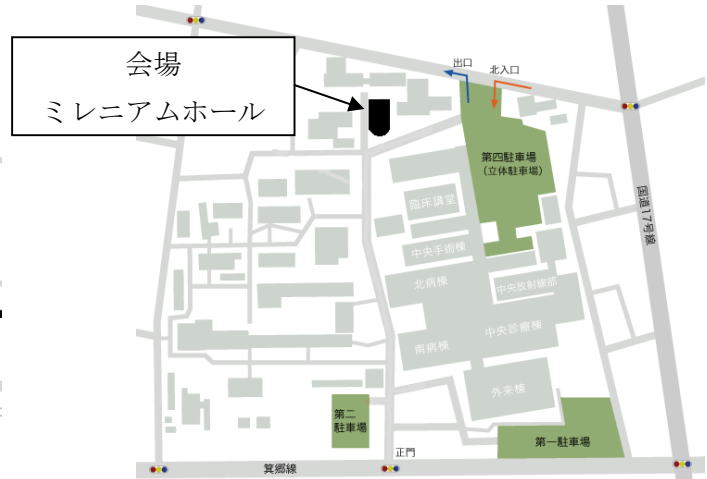 会場
ミレニアムホール
出口
北入口
第四駐車場
（立体駐車場）
国道17号線
臨床講堂
中央手術棟
北病棟
中央放射線部
南病棟
中央診療棟
外来棟
第二
駐車場
第一駐車場
正門
箕郷線